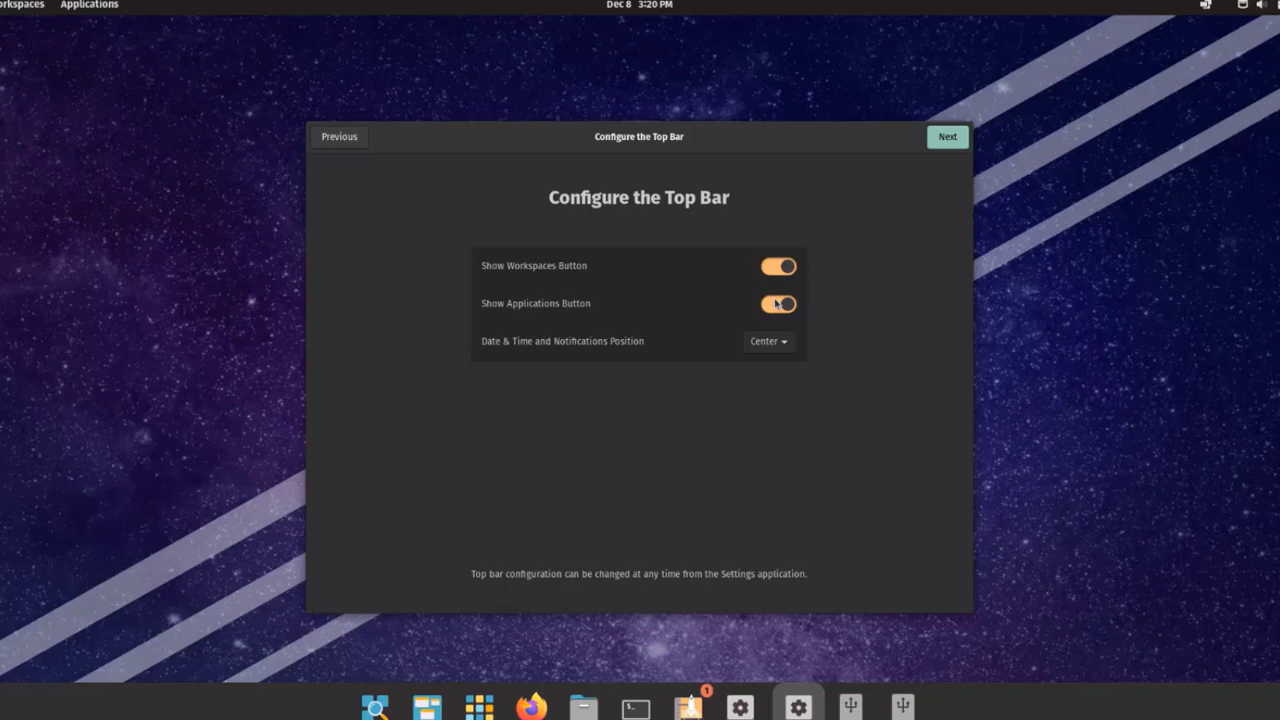 orkspaces Applications Dec 8 3:20 PM
Previous Configure the Top Bar Next
Configure the Top Bar
Show Workspaces Button
Show Applications Button
Date & Time and Notifications Position Center
Top bar configuration can be changed at any time from the Settings application.
1